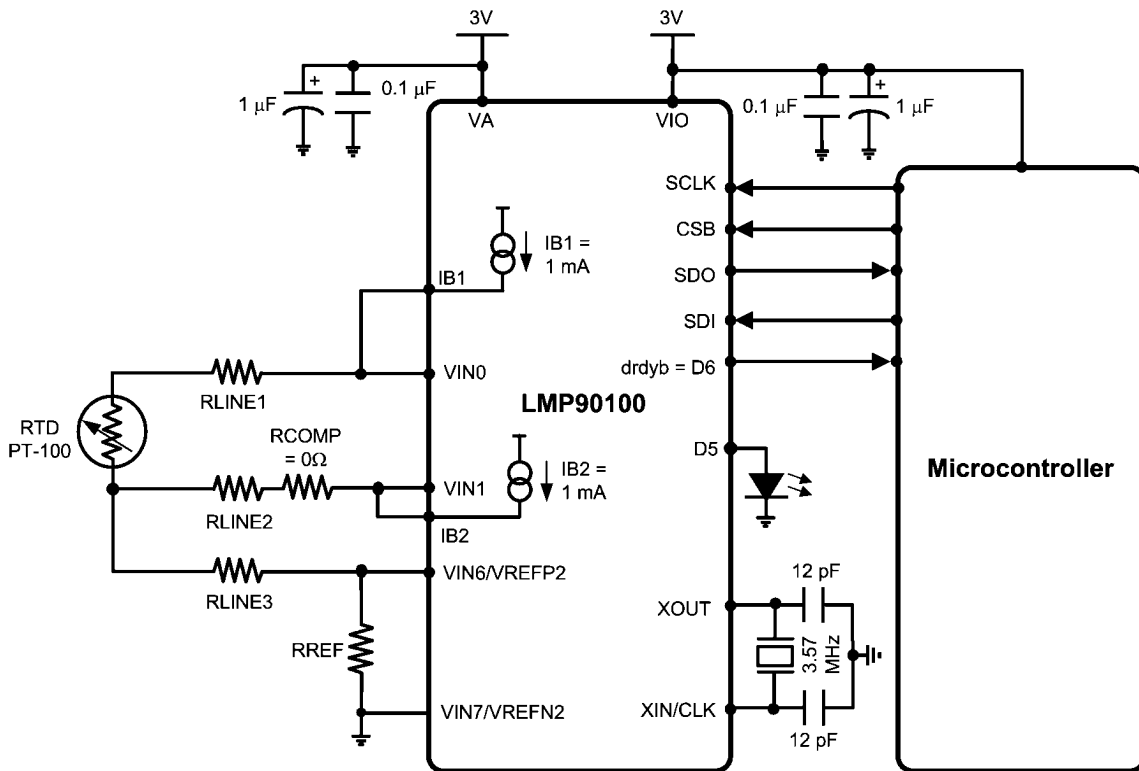 3V
3V
1 µF
+
0.1 µF
0.1 µF
+
1 µF
VA
VIO
SCLK
CSB
SDO
SDI
drdyb = D6
IB1
IB1 =
1 mA
VIN0
RLINE1
LMP90100
RTD
PT-100
RCOMP
= 0Ω
VIN1
IB2 =
1 mA
D5
Microcontroller
RLINE2
IB2
VIN6/VREFP2
RLINE3
12 pF
XOUT
3.57
MHz
RREF
VIN7/VREFN2
XIN/CLK
12 pF